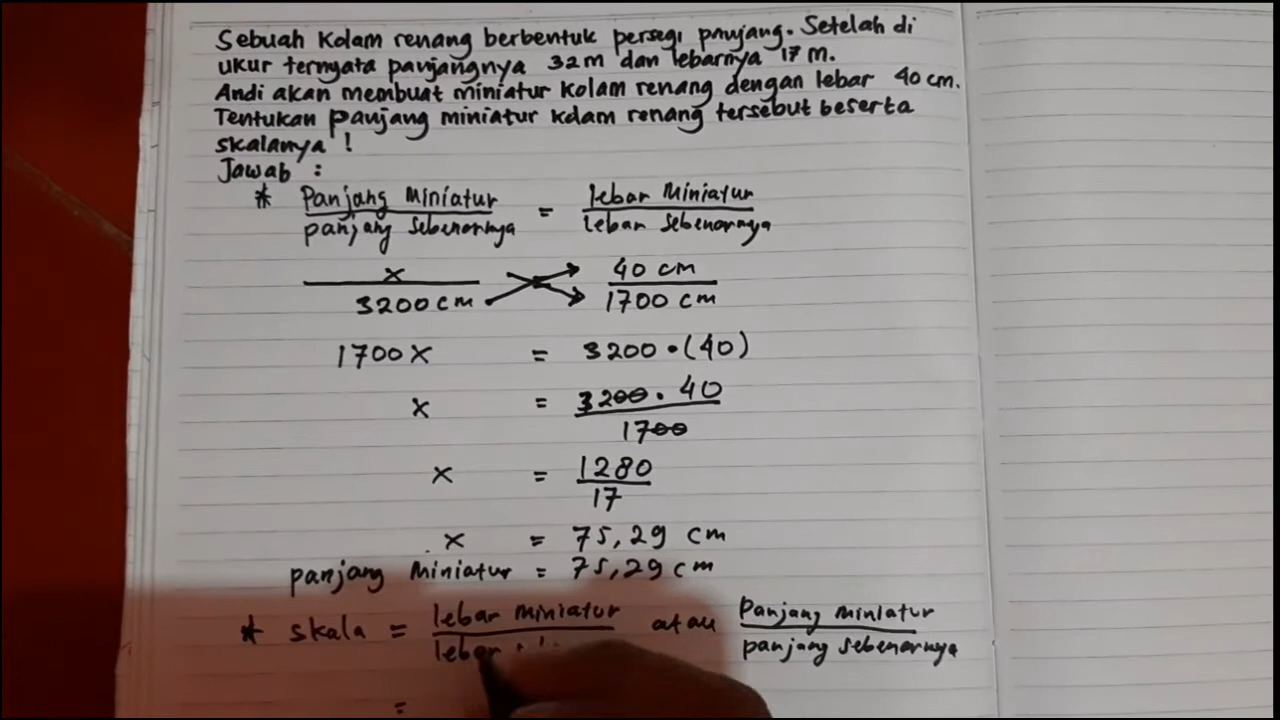 Sebuah Kolam renang berbentuk persegi panjang. Setelah di
ukur ternyata panjangnya 32 m dan lebarnya 17 m.
Andi akan membuat miniatur kolam renang dengan lebar 40 cm.
Tentukan panjang miniatur kolam renang tersebut beserta
skalanya !
Jawab :
* Panjang Miniatur / panjang sebenarnya = lebar Miniatur / lebar sebenarnya
x / 3200 cm 40 cm / 1700 cm
1700 x = 3200 • (40)
x = 3200 . 40 / 1700
x = 1280 / 17
x = 75,29 cm
panjang Miniatur = 75,29 cm
* skala = lebar miniatur / lebar atau Panjang miniatur / panjang sebenarnya
=